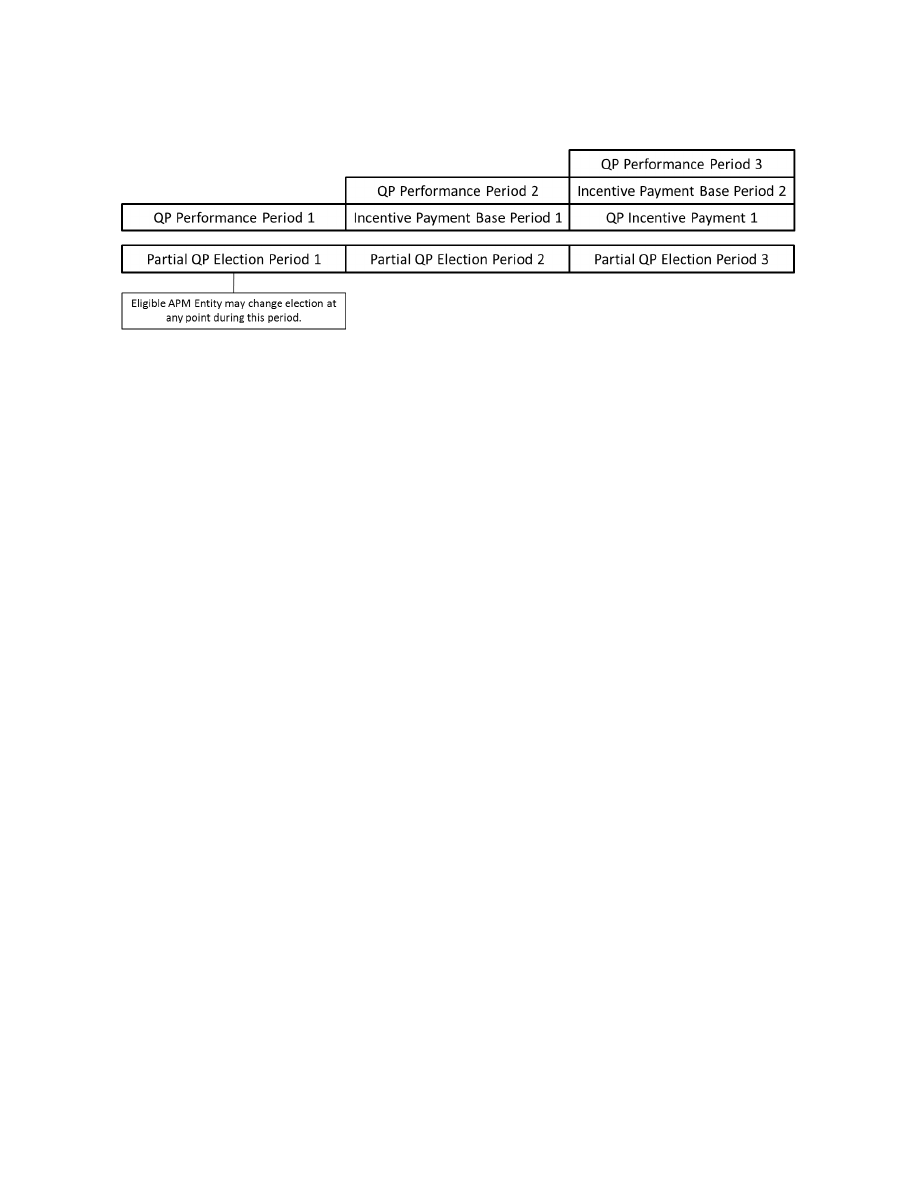 QP Performance Period 3
QP Performance Period 2
Incentive Payment Base Period 2
QP Performance Period 1
Incentive Payment Base Period 1
QP Incentive Payment 1
Partial QP Election Period 1
Partial QP Election Period 2
Partial QP Election Period 3
Eligible APM Entity may change election at
any point during this period.